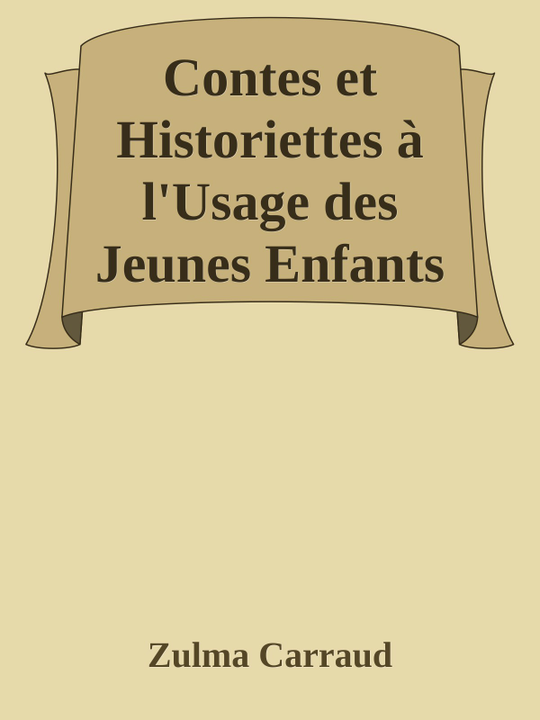 Contes et
Historiettes à
l'Usage des
Jeunes Enfants
Zulma Carraud